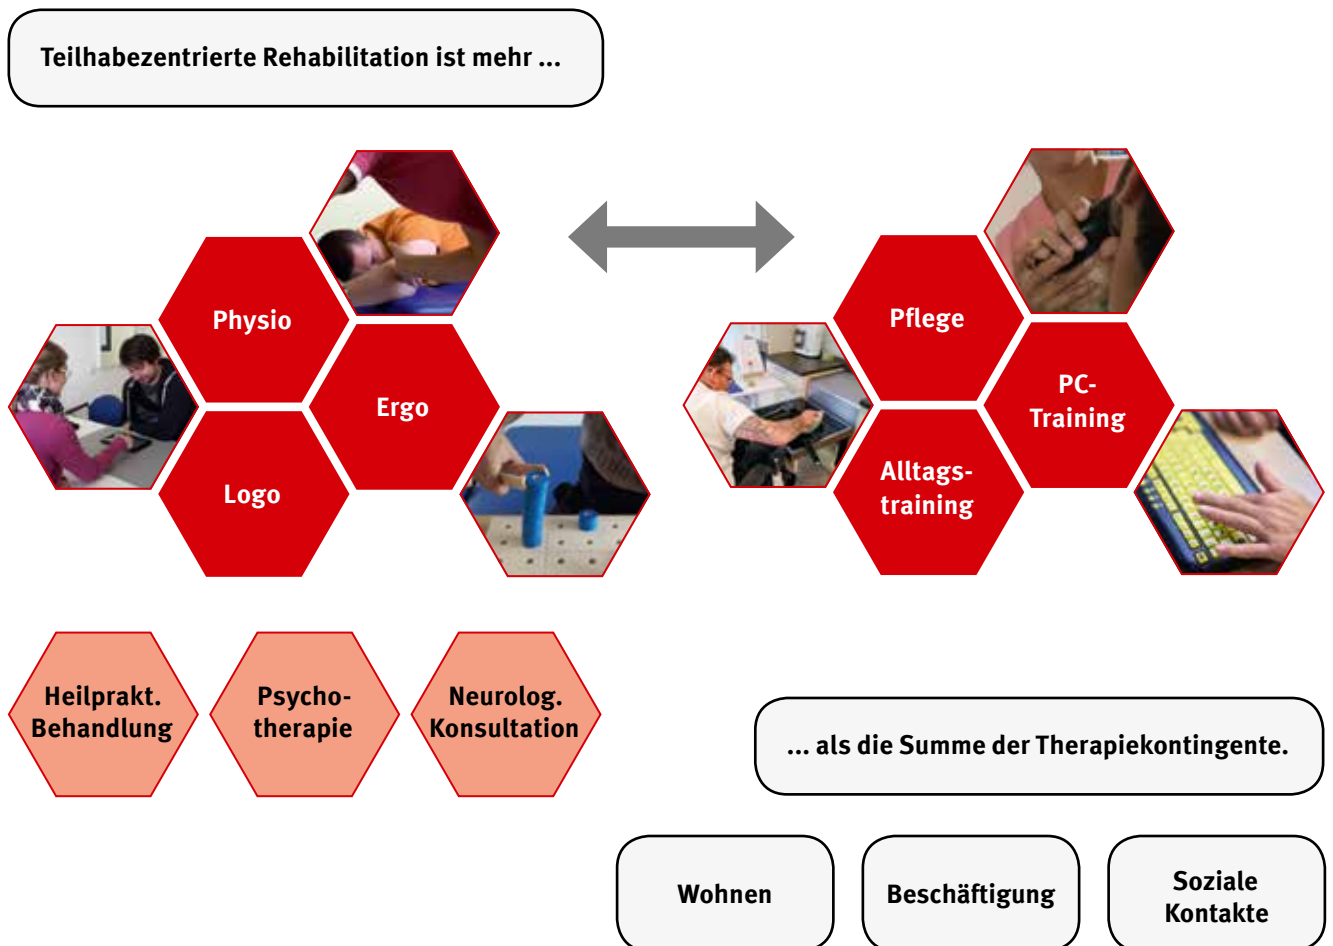 Teilhabezentrierte Rehabilitation ist mehr ...
Physio
Ergo
Logo
Pflege
PC-
Training
Alltags-
training
Heilprakt.
Behandlung
Psycho-
therapie
Neurolog.
Konsultation
... als die Summe der Therapiekontingente.
Wohnen
Beschäftigung
Soziale
Kontakte